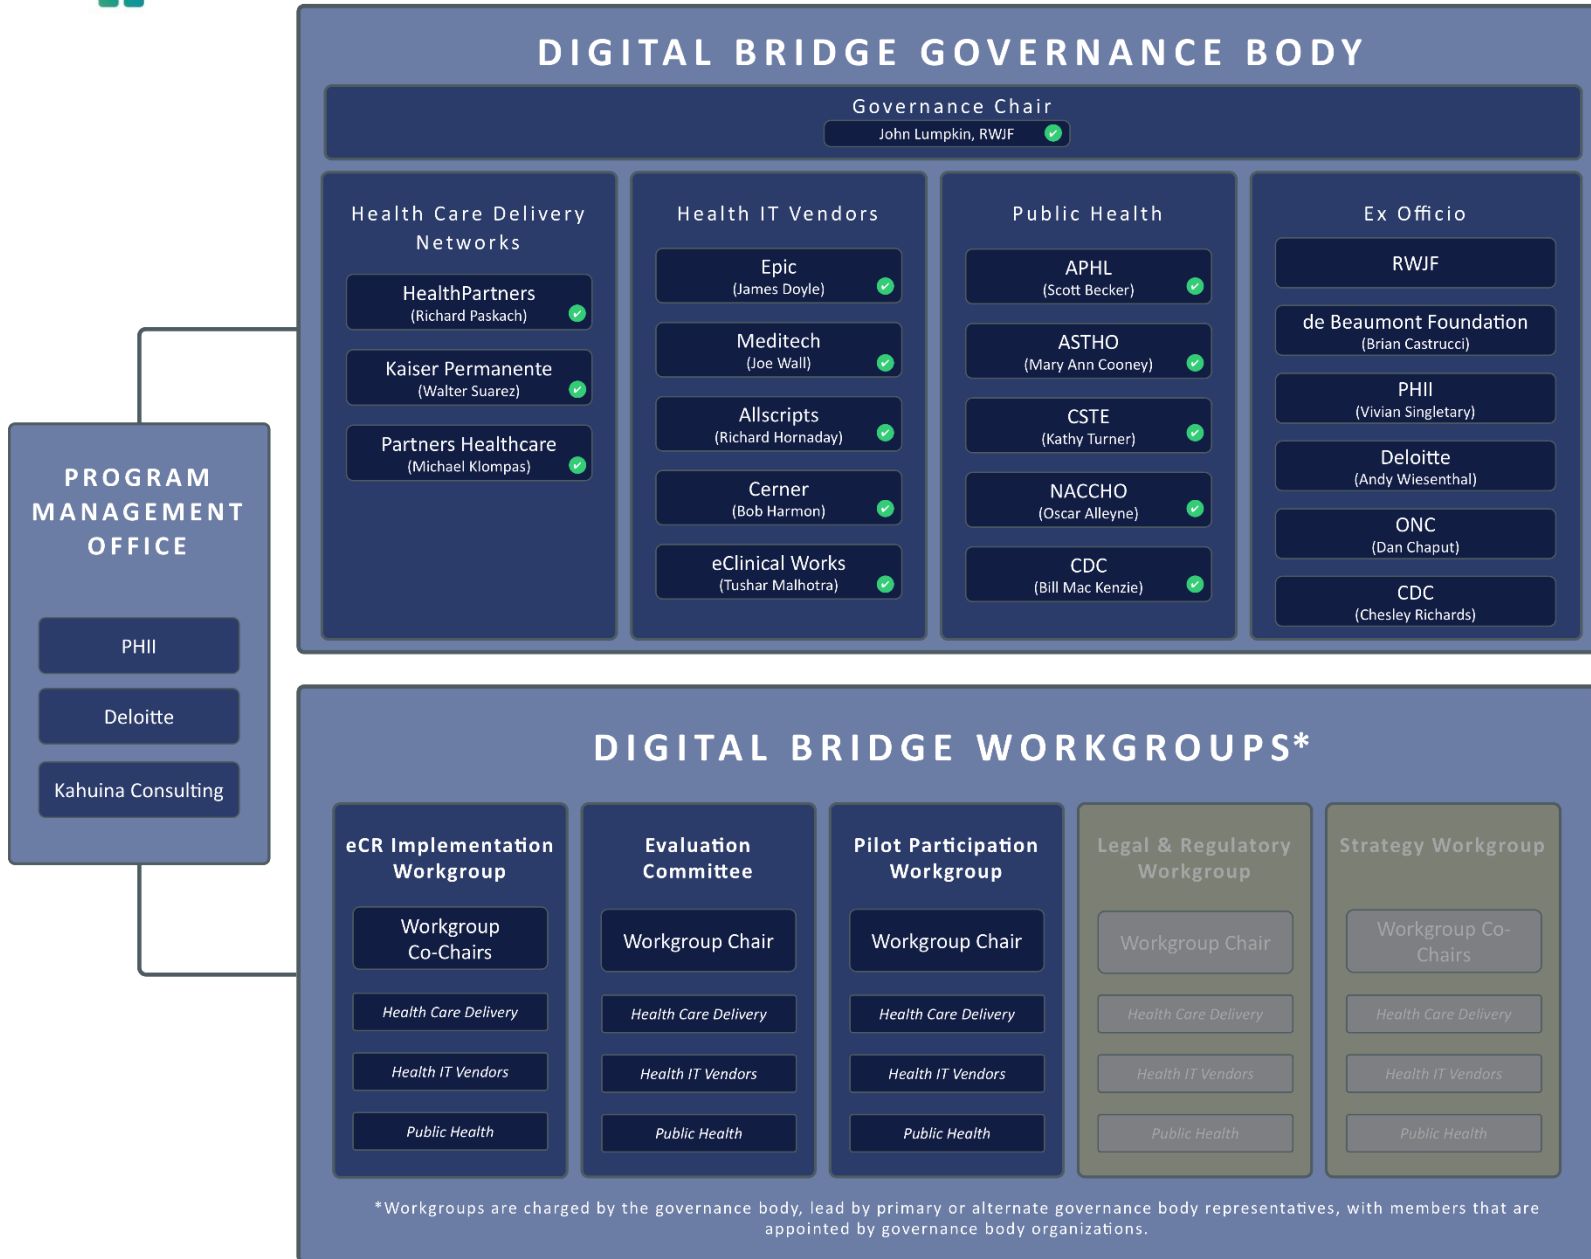 DIGITAL BRIDGE GOVERNANCE BODY
Governance Chair
John Lumpkin, RWJF
Health Care Delivery
Networks
HealthPartners
(Richard Paskach)
Kaiser Permanente
(Walter Suarez)
Partners Healthcare
(Michael Klompas)
Health IT Vendors
Epic
(James Doyle)
Meditech
(Joe Wall)
Allscripts
(Richard Hornaday)
Cerner
(Bob Harmon)
eClinical Works
(Tushar Malhotra)
Public Health
APHL
(Scott Becker)
ASTHO
(Mary Ann Cooney)
CSTE
(Kathy Turner)
NACCHO
(Oscar Alleyne)
CDC
(Bill Mac Kenzie)
Ex Officio
RWJF
de Beaumont Foundation
(Brian Castrucci)
PHII
(Vivian Singletary)
Deloitte
(Andy Wiesenthal)
ONC
(Dan Chaput)
CDC
(Chesley Richards)
PROGRAM
MANAGEMENT
OFFICE
PHII
Deloitte
Kahuina Consulting
DIGITAL BRIDGE WORKGROUPS*
eCR Implementation
Workgroup
Workgroup
Co-Chairs
Health Care Delivery
Health IT Vendors
Public Health
Evaluation
Committee
Workgroup Chair
Health Care Delivery
Health IT Vendors
Public Health
Pilot Participation
Workgroup
Workgroup Chair
Health Care Delivery
Health IT Vendors
Public Health
Legal & Regulatory
Workgroup
Workgroup Chair
Health Care Delivery
Health IT Vendors
Public Health
Strategy Workgroup
Workgroup Co-
Chairs
Health Care Delivery
Health IT Vendors
Public Health
*Workgroups are charged by the governance body, lead by primary or alternate governance body representatives, with members that are
appointed by governance body organizations.